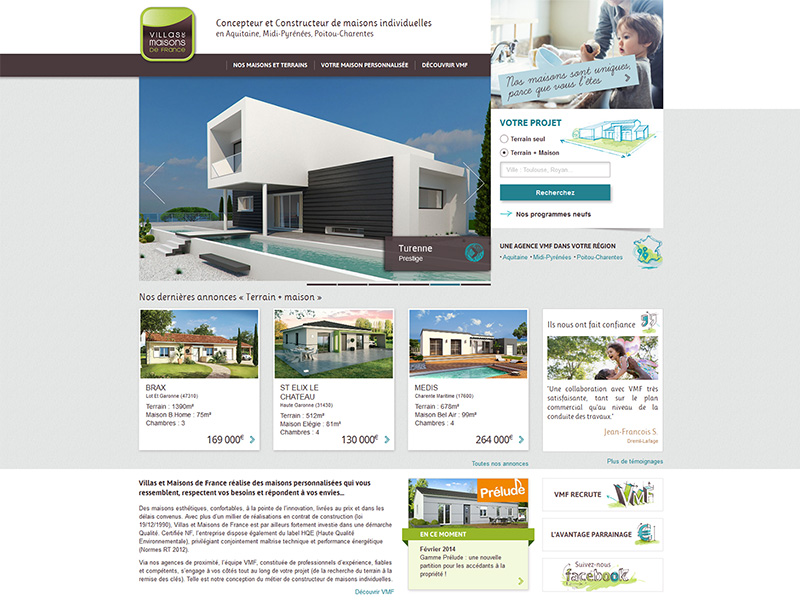 VILLAS ET
maisons
DE FRANCE
Concepteur et Constructeur de maisons individuelles
en Aquitaine, Midi-Pyrénées, Poitou-Charentes
NOS MAISONS ET TERRAINS
VOTRE MAISON PERSONNALISÉE
DÉCOUVRIR VMF
Nos maisons sont uniques,
parce que vous l'êtes
VOTRE PROJET
Terrain seul
Terrain + Maison
Ville : Toulouse, Royan...
Recherchez
Nos programmes neufs
Turenne
Prestige
UNE AGENCE VMF DANS VOTRE RÉGION
• Aquitaine • Midi-Pyrénées • Poitou-Charentes
Nos dernières annonces « Terrain + maison »
BRAX
Lot Et Garonne (47310)
Terrain : 1390m²
Maison B.Home : 75m²
Chambres : 3
169 000€
ST ELIX LE
CHATEAU
Haute Garonne (31430)
Terrain : 512m²
Maison Elégie : 81m²
Chambres : 4
130 000€
MEDIS
Charente Maritime (17600)
Terrain : 678m²
Maison Bel Air : 99m²
Chambres : 4
264 000€
Ils nous ont fait confiance
"Une collaboration avec VMF très
satisfaisante, tant sur le plan
commercial qu'au niveau de la
conduite des travaux."
Jean-Francois S.
Drémil-Lafage
Toutes nos annonces
Plus de témoignages
Villas et Maisons de France réalise des maisons personnalisées qui vous
ressemblent, respectent vos besoins et répondent à vos envies...
Des maisons esthétiques, confortables, à la pointe de l'innovation, livrées au prix et dans les
délais convenus. Avec plus d'un millier de réalisations en contrat de construction (loi
19/12/1990), Villas et Maisons de France est par ailleurs fortement investie dans une démarche
Qualité. Certifiée NF, l'entreprise dispose également du label HQE (Haute Qualité
Environnementale), privilégiant conjointement maîtrise technique et performance énergétique
(Normes RT 2012).
Via nos agences de proximité, l'équipe VMF, constituée de professionnels d'expérience, fiables
et compétents, s'engage à vos côtés tout au long de votre projet (de la recherche du terrain à la
remise des clés). Telle est notre conception du métier de constructeur de maisons individuelles.
Découvrir VMF
Prélude
EN CE MOMENT
Février 2014
Gamme Prélude : une nouvelle
partition pour les accédants à la
propriété !
VMF RECRUTE
VMF
L'AVANTAGE PARRAINAGE
Suivez-nous
facebook